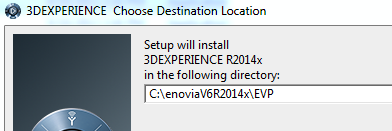 3DEXPERIENCE Choose Destination Location
Setup will install
3DEXPERIENCE R2014x
in the following directory:
C:\enoviaV6R2014x\EVP